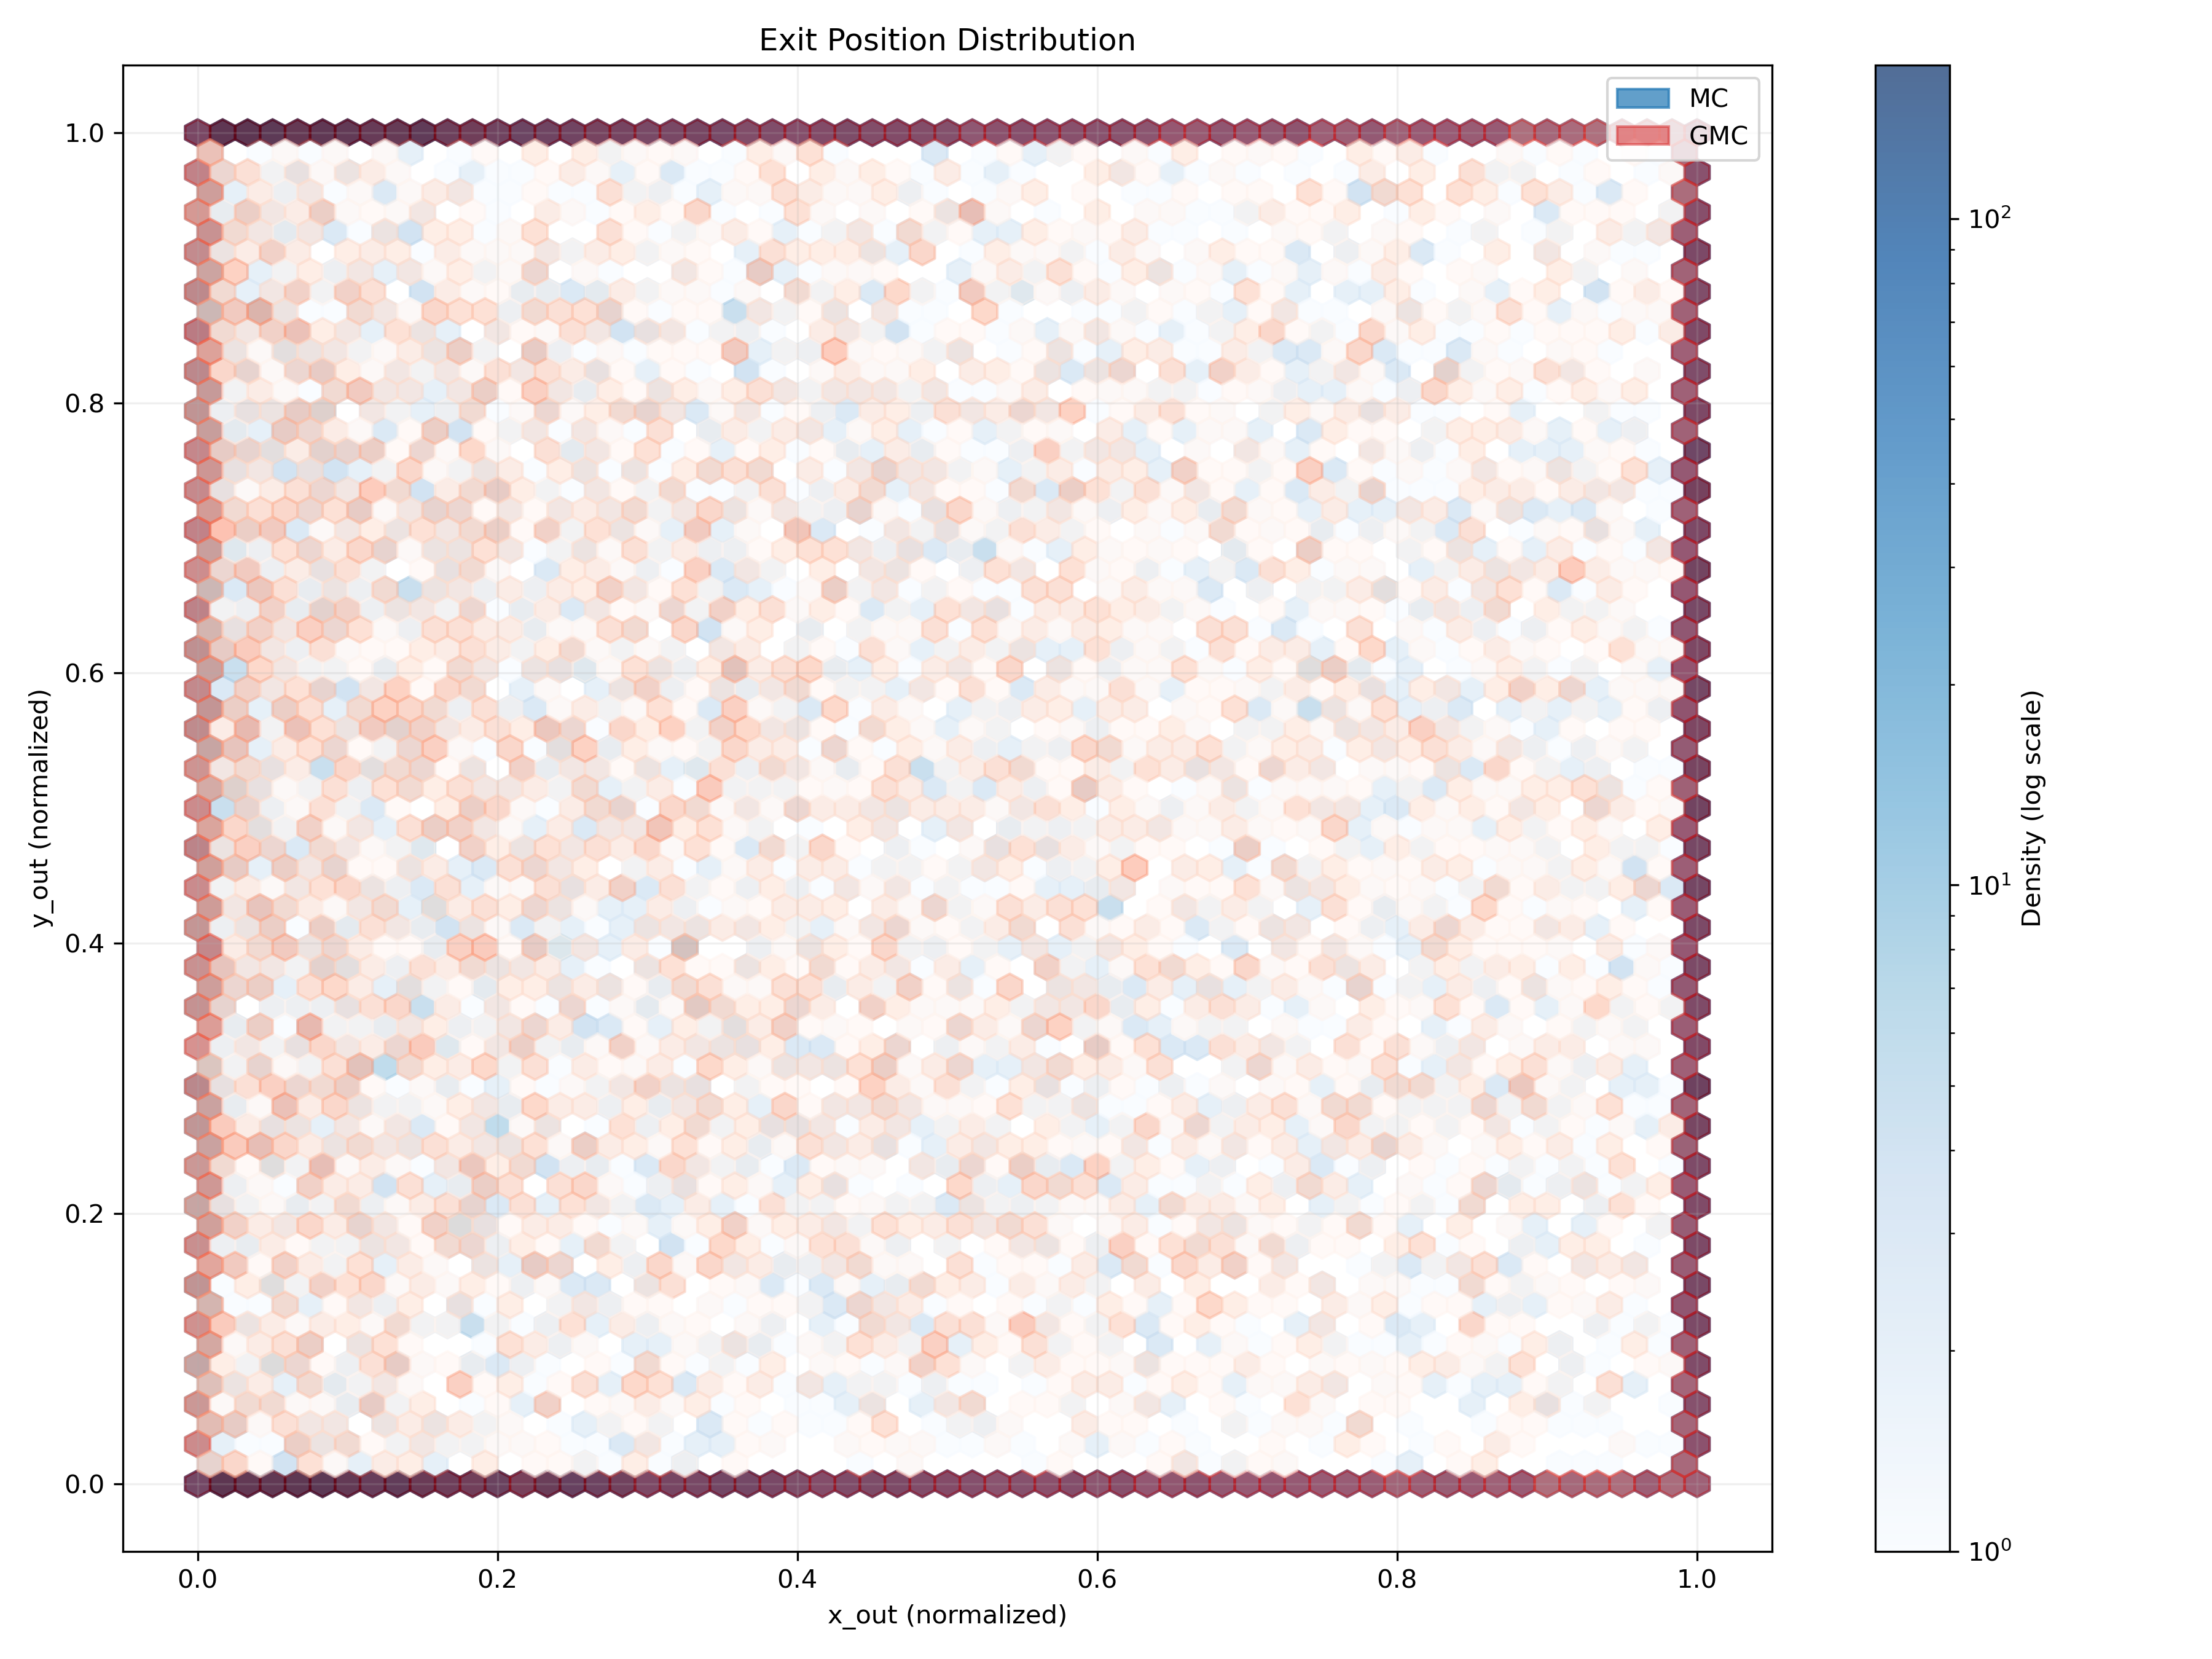 Exit Position Distribution
MC
GMC
1.0
0.8
0.6
0.4
0.2
0.0
y_out (normalized)
0.0 0.2 0.4 0.6 0.8 1.0
x_out (normalized)
10²
10¹
10⁰
Density (log scale)